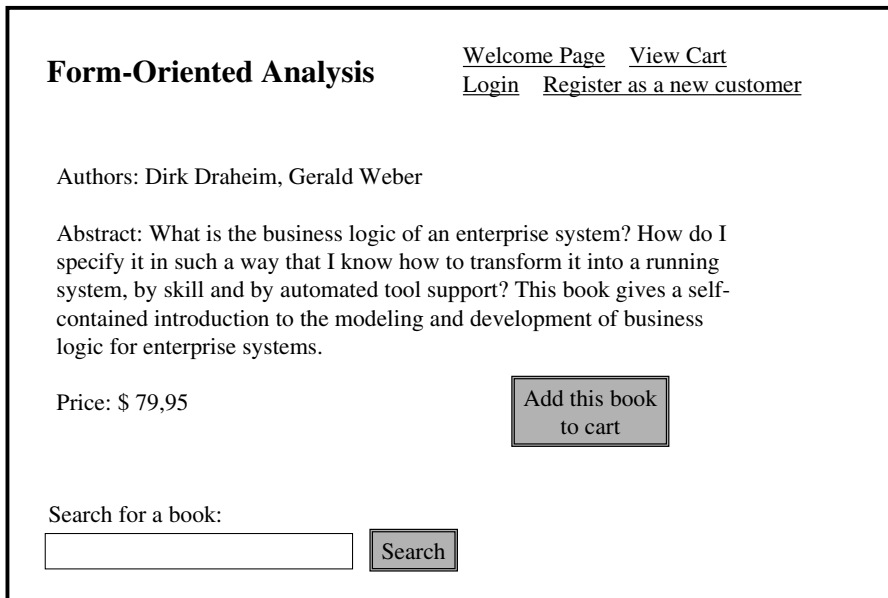 Form-Oriented Analysis
Welcome Page View Cart
Login Register as a new customer
Authors: Dirk Draheim, Gerald Weber
Abstract: What is the business logic of an enterprise system? How do I
specify it in such a way that I know how to transform it into a running
system, by skill and by automated tool support? This book gives a self-
contained introduction to the modeling and development of business
logic for enterprise systems.
Price: $ 79,95
Add this book
to cart
Search for a book:
Search